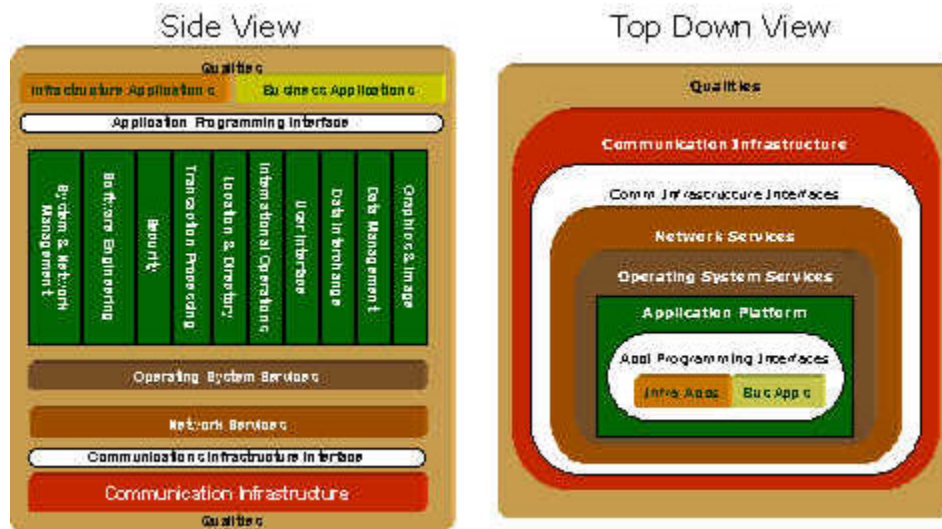 Side View
Qualities
Infrastructure Applications
Business Applications
Application Programming Interface
System & Network
Management
Software Engineering
Security
Transaction Processing
Location & Directory
International Operations
User Interface
Data Interchange
Data Management
Graphics & Image
Operating System Services
Network Services
Communications Infrastructure Interface
Communication Infrastructure
Qualities
Top Down View
Qualities
Communication Infrastructure
Comm Infrastructure Interfaces
Network Services
Operating System Services
Application Platform
Appl Programming Interfaces
Infra Apps
Bus Apps